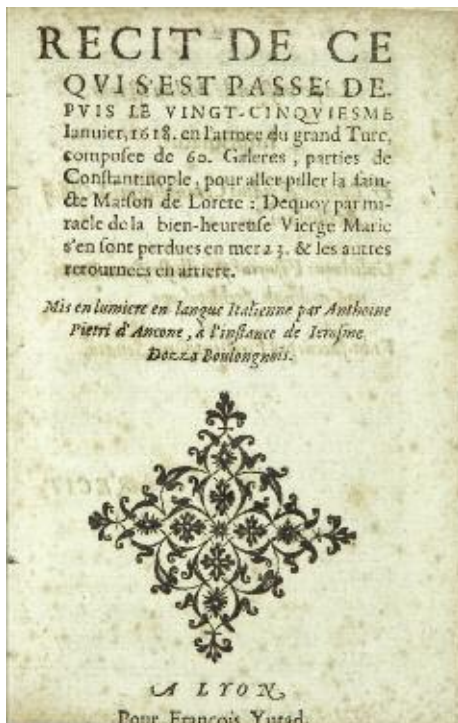 RECIT DE CE
QVI S'EST PASSE' DE-
PVIS LE VINGT-CINQVIESME
Ianuier, 1618. en l'armee du grand Turc,
composee de 60. Galeres, parties de
Constantinople, pour aller piller la sain-
cte Maison de Lorete : Dequoy par mi-
racle de la bien-heureuse Vierge Marie
s'en sont perdues en mer 23. & les autres
retournees en arriere.
Mis en lumiere en langue Italienne par Anthoine
Pietri d'Ancone, à l'instance de Ierosme
Dozza Boulongnois.
A LYON,
Pour François Yurad.